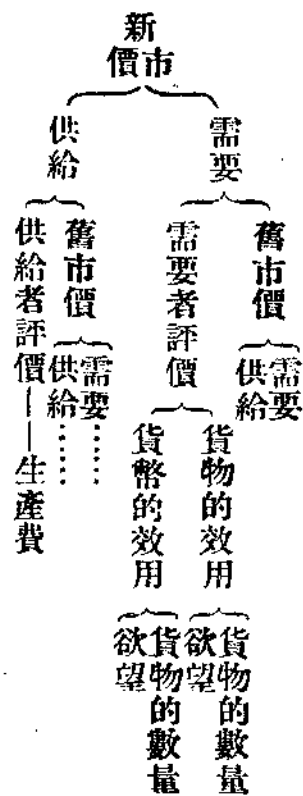 新市價
需要
供給
舊市價
需要者評價
舊市價
供給者評價——生產費
需要
供給
貨物的效用
貨幣的效用
需要……
供給……
貨物的數量
欲望
貨物的數量
欲望